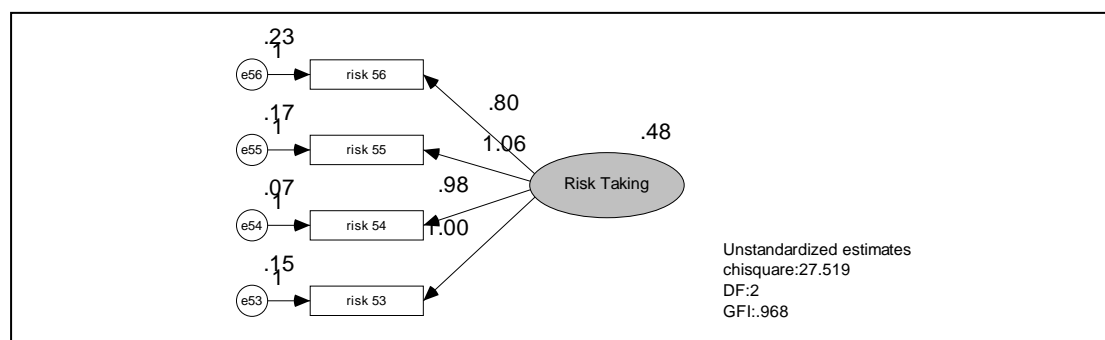 .23
1
e56
risk 56
.80
.17
1
e55
risk 55
1.06
.48
Risk Taking
.07
1
e54
risk 54
.98
1.00
.15
1
e53
risk 53
Unstandardized estimates
chisquare:27.519
DF:2
GFI:.968